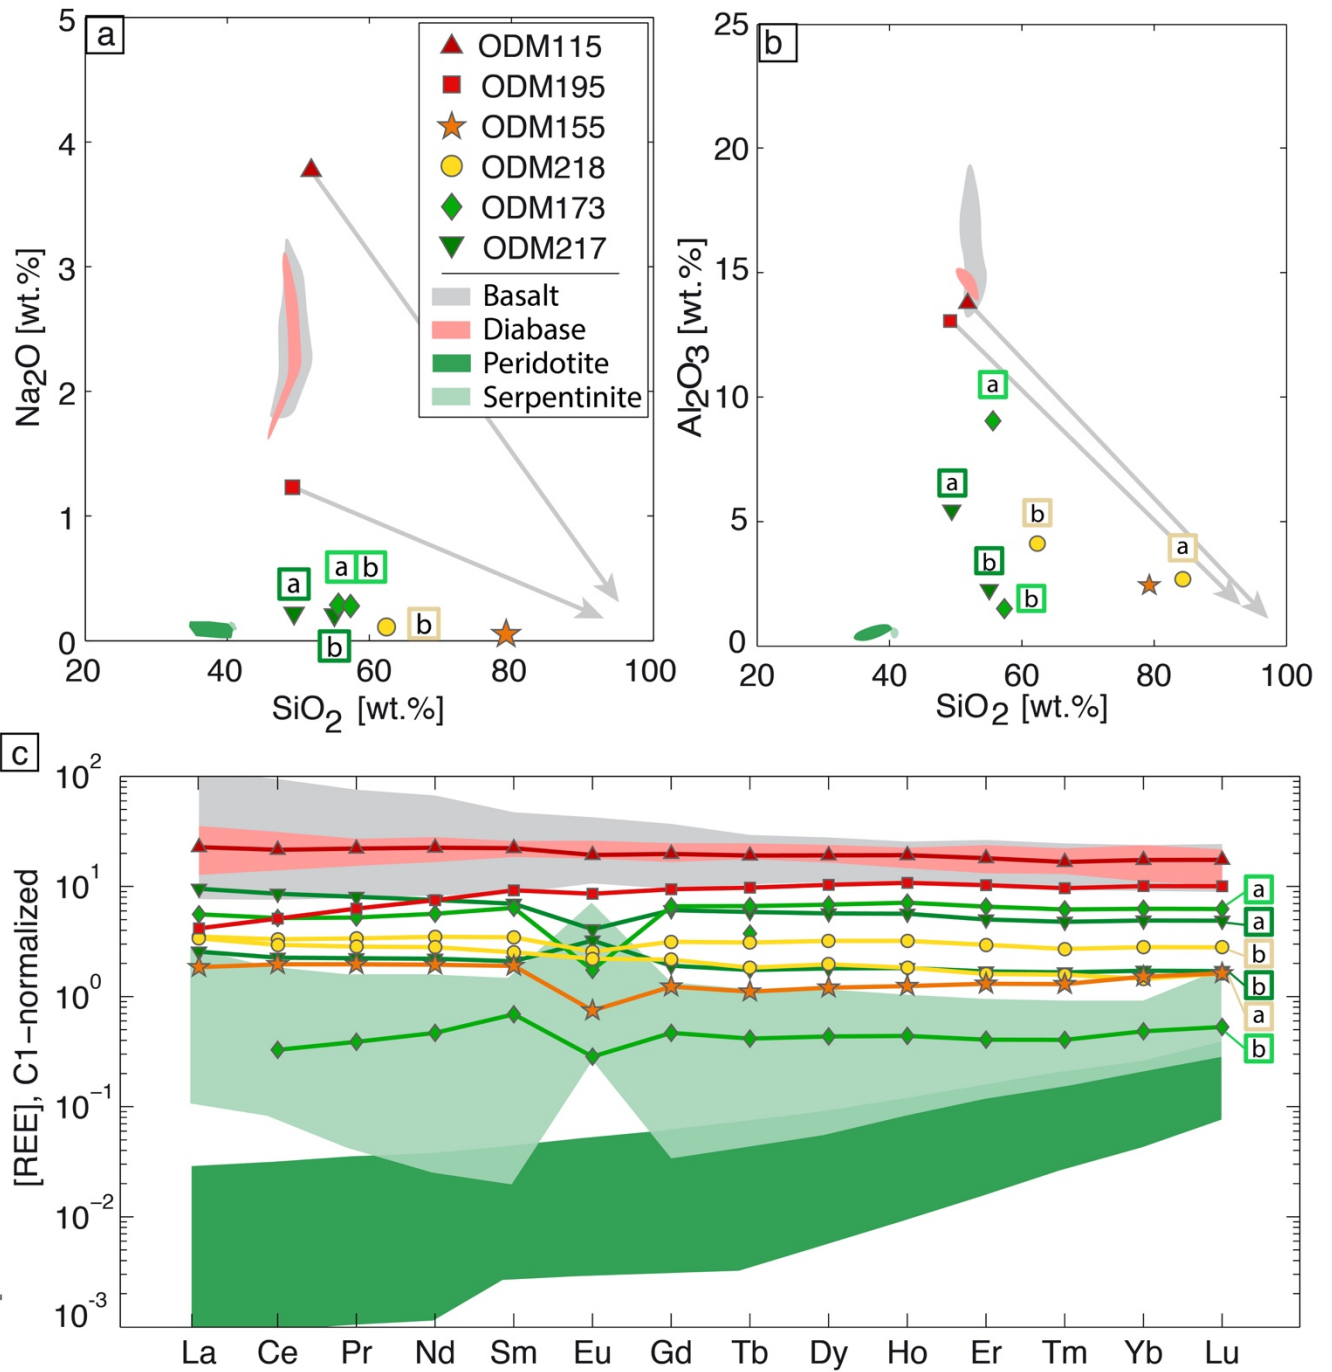 a
5
4
3
2
1
0
Na2O [wt.%]
20
40
60
80
100
SiO2 [wt.%]
ODM115
ODM195
ODM155
ODM218
ODM173
ODM217
Basalt
Diabase
Peridotite
Serpentinite
a
a b
b
b
b
25
20
15
10
5
0
Al2O3 [wt.%]
20
40
60
80
100
SiO2 [wt.%]
a
a
b
a
b
b
c
10^2
10^1
10^0
10^-1
10^-2
10^-3
[REE], C1-normalized
La Ce Pr Nd Sm Eu Gd Tb Dy Ho Er Tm Yb Lu
a
a
b
b
a
b